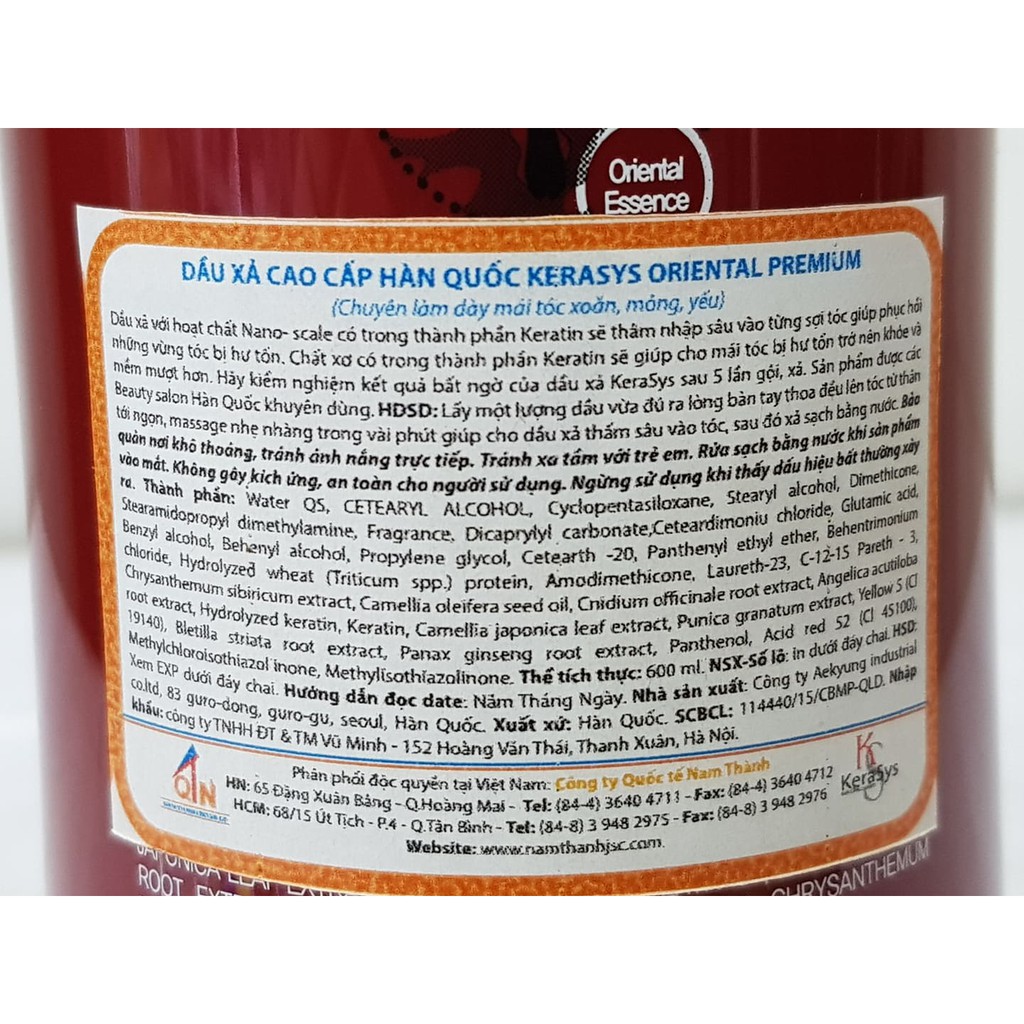 Oriental
Essence
DẦU XẢ CAO CẤP HÀN QUỐC KERASYS ORIENTAL PREMIUM
(Chuyên làm dày mái tóc xoăn, mỏng, yếu)
Dầu xả với hoạt chất Nano- scale có trong thành phần Keratin sẽ thâm nhập sâu vào từng sợi tóc giúp phục hồi
những vùng tóc bị hư tổn. Chất xơ có trong thành phần Keratin sẽ giúp cho mái tóc bị hư tổn trở nên khỏe và
mềm mượt hơn. Hãy kiểm nghiệm kết quả bất ngờ của dầu xả KeraSys sau 5 lần gội, xả. Sản phẩm được các
Beauty salon Hàn Quốc khuyên dùng. HDSD: Lấy một lượng dầu vừa đủ ra lòng bàn tay thoa đều lên tóc từ thân
tới ngọn, massage nhẹ nhàng trong vài phút giúp cho dầu xả thấm sâu vào tóc, sau đó xả sạch bằng nước. Bảo
quản nơi khô thoáng, tránh ánh nắng trực tiếp. Tránh xa tầm với trẻ em. Rửa sạch bằng nước khi sản phẩm
vào mắt. Không gây kích ứng, an toàn cho người sử dụng. Ngừng sử dụng khi thấy dấu hiệu bất thường xảy
ra. Thành phần: Water QS, CETEARYL ALCOHOL, Cyclopentasiloxane, Stearyl alcohol, Dimethicone,
Stearamidopropyl dimethylamine, Fragrance, Dicaprylyl carbonate,Ceteardimoniu chloride, Glutamic acid,
Benzyl alcohol, Behenyl alcohol, Propylene glycol, Cetearth -20, Panthenyl ethyl ether, Behentrimonium
chloride, Hydrolyzed wheat (Triticum spp.) protein, Amodimethicone, Laureth-23, C-12-15 Pareth - 3,
Chrysanthemum sibiricum extract, Camellia oleifera seed oil, Cnidium officinale root extract, Angelica acutiloba
root extract, Hydrolyzed keratin, Keratin, Camellia japonica leaf extract, Punica granatum extract, Yellow 5 (CI
19140), Bletilla striata root extract, Panax ginseng root extract, Panthenol, Acid red 52 (CI 45100),
Methylchloroisothiazol inone, Methylisothiazolinone. Thể tích thực: 600 ml. NSX-Số lô: in dưới đáy chai. HSD:
Xem EXP dưới đáy chai. Hướng dẫn đọc date: Năm Tháng Ngày. Nhà sản xuất: Công ty Aekyung industrial
co.ltd, 83 guro-dong, guro-gu, seoul, Hàn Quốc. Xuất xứ: Hàn Quốc. SCBCL: 114440/15/CBMP-QLD. Nhập
khẩu: công ty TNHH ĐT & TM Vũ Minh - 152 Hoàng Văn Thái, Thanh Xuân, Hà Nội.
Phân phối độc quyền tại Việt Nam: Công ty Quốc tế Nam Thành
HN: 65 Đặng Xuân Bảng - Q.Hoàng Mai - Tel: (84-4) 3640 4711 - Fax: (84-4) 3640 4712
HCM: 68/15 Út Tịch - P.4 - Q.Tân Bình - Tel: (84-8) 3 948 2975 - Fax: (84-8) 3 948 2976
Website: www.namthanhjsc.com
QTN
KS
KeraSys
JAPONICA LEAF
CHRYSANTHEMUM
ROOT